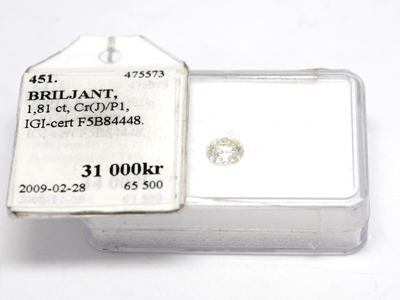 451. 475573
BRILJANT,
1,81 ct, Cr(J)/P1,
IGI-cert F5B84448.
31 000kr
2009-02-28 65 500